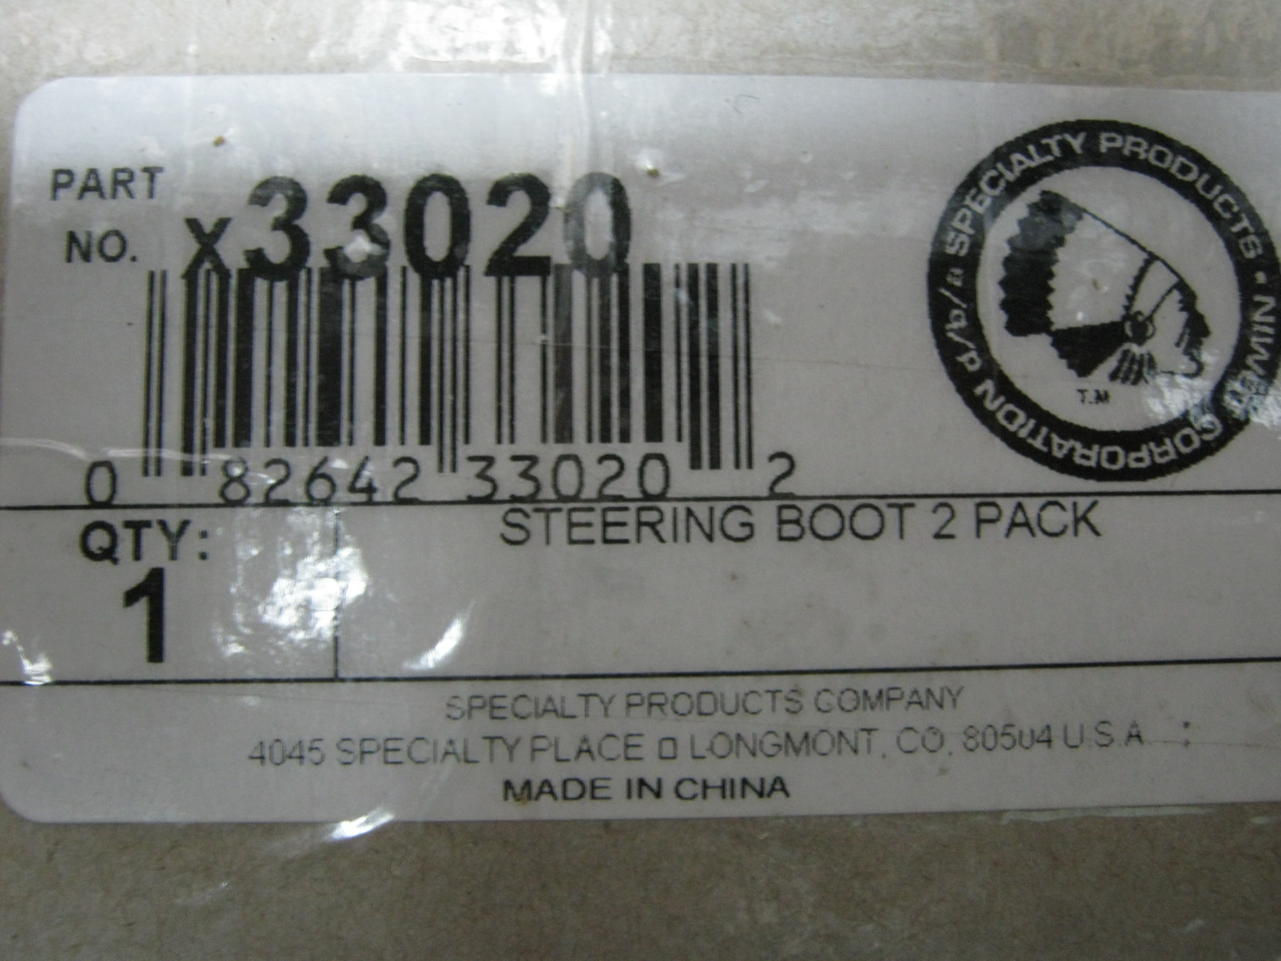 PART
NO. x33020
0 82642 33020 2
SPECIALTY PRODUCTS • NIWEJ CORPORATION d/b/a
T.M
QTY:
1
STEERING BOOT 2 PACK
SPECIALTY PRODUCTS COMPANY
4045 SPECIALTY PLACE □ LONGMONT, CO, 80504 U.S.A.
MADE IN CHINA